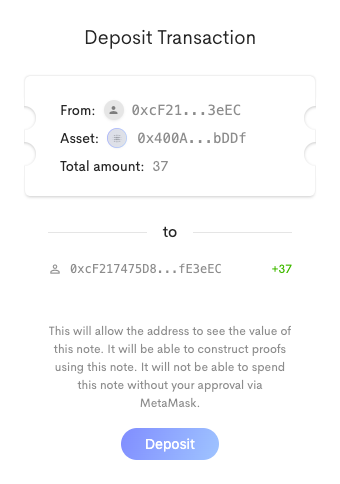 Deposit Transaction
From: 0xcF21...3eEC
Asset: 0x400A...bDDf
Total amount: 37
to
0xcF217475D8...fE3eEC +37
This will allow the address to see the value of
this note. It will be able to construct proofs
using this note. It will not be able to spend
this note without your approval via
MetaMask.
Deposit